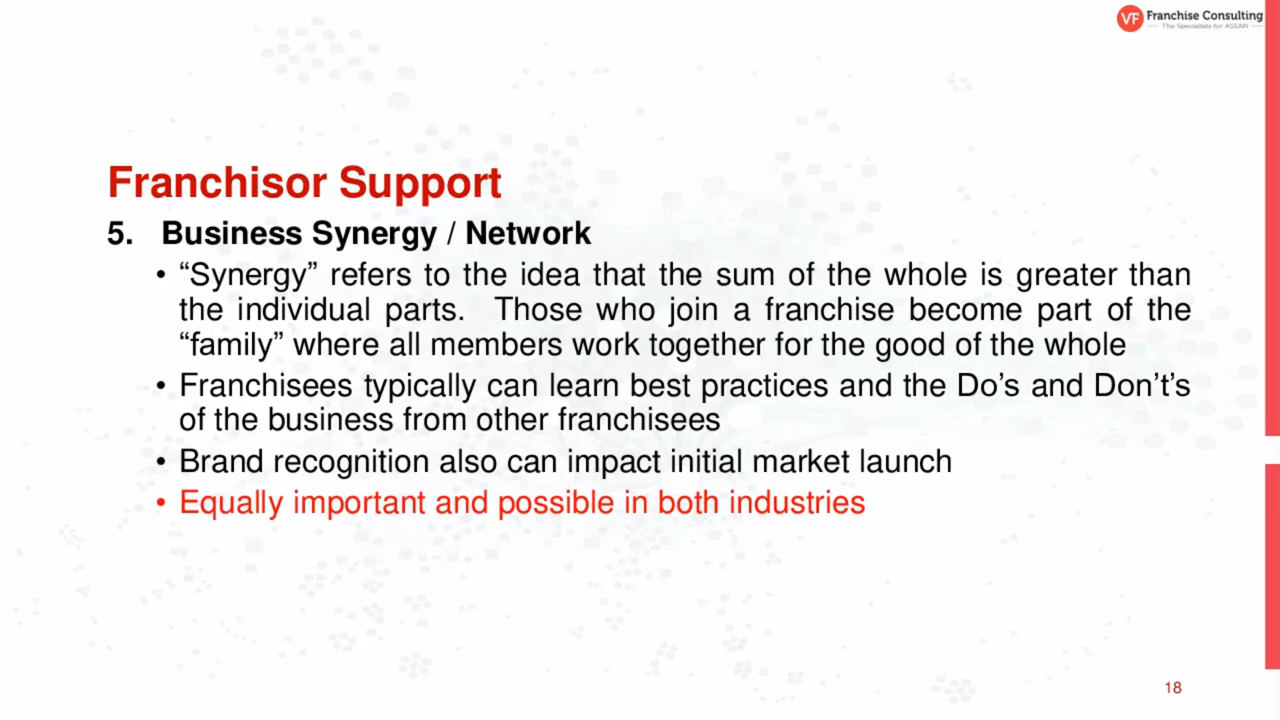 VF Franchise Consulting
The Specialists for ASEAN
Franchisor Support
5. Business Synergy / Network
• “Synergy” refers to the idea that the sum of the whole is greater than
the individual parts. Those who join a franchise become part of the
“family” where all members work together for the good of the whole
• Franchisees typically can learn best practices and the Do’s and Don’t’s
of the business from other franchisees
• Brand recognition also can impact initial market launch
• Equally important and possible in both industries
18